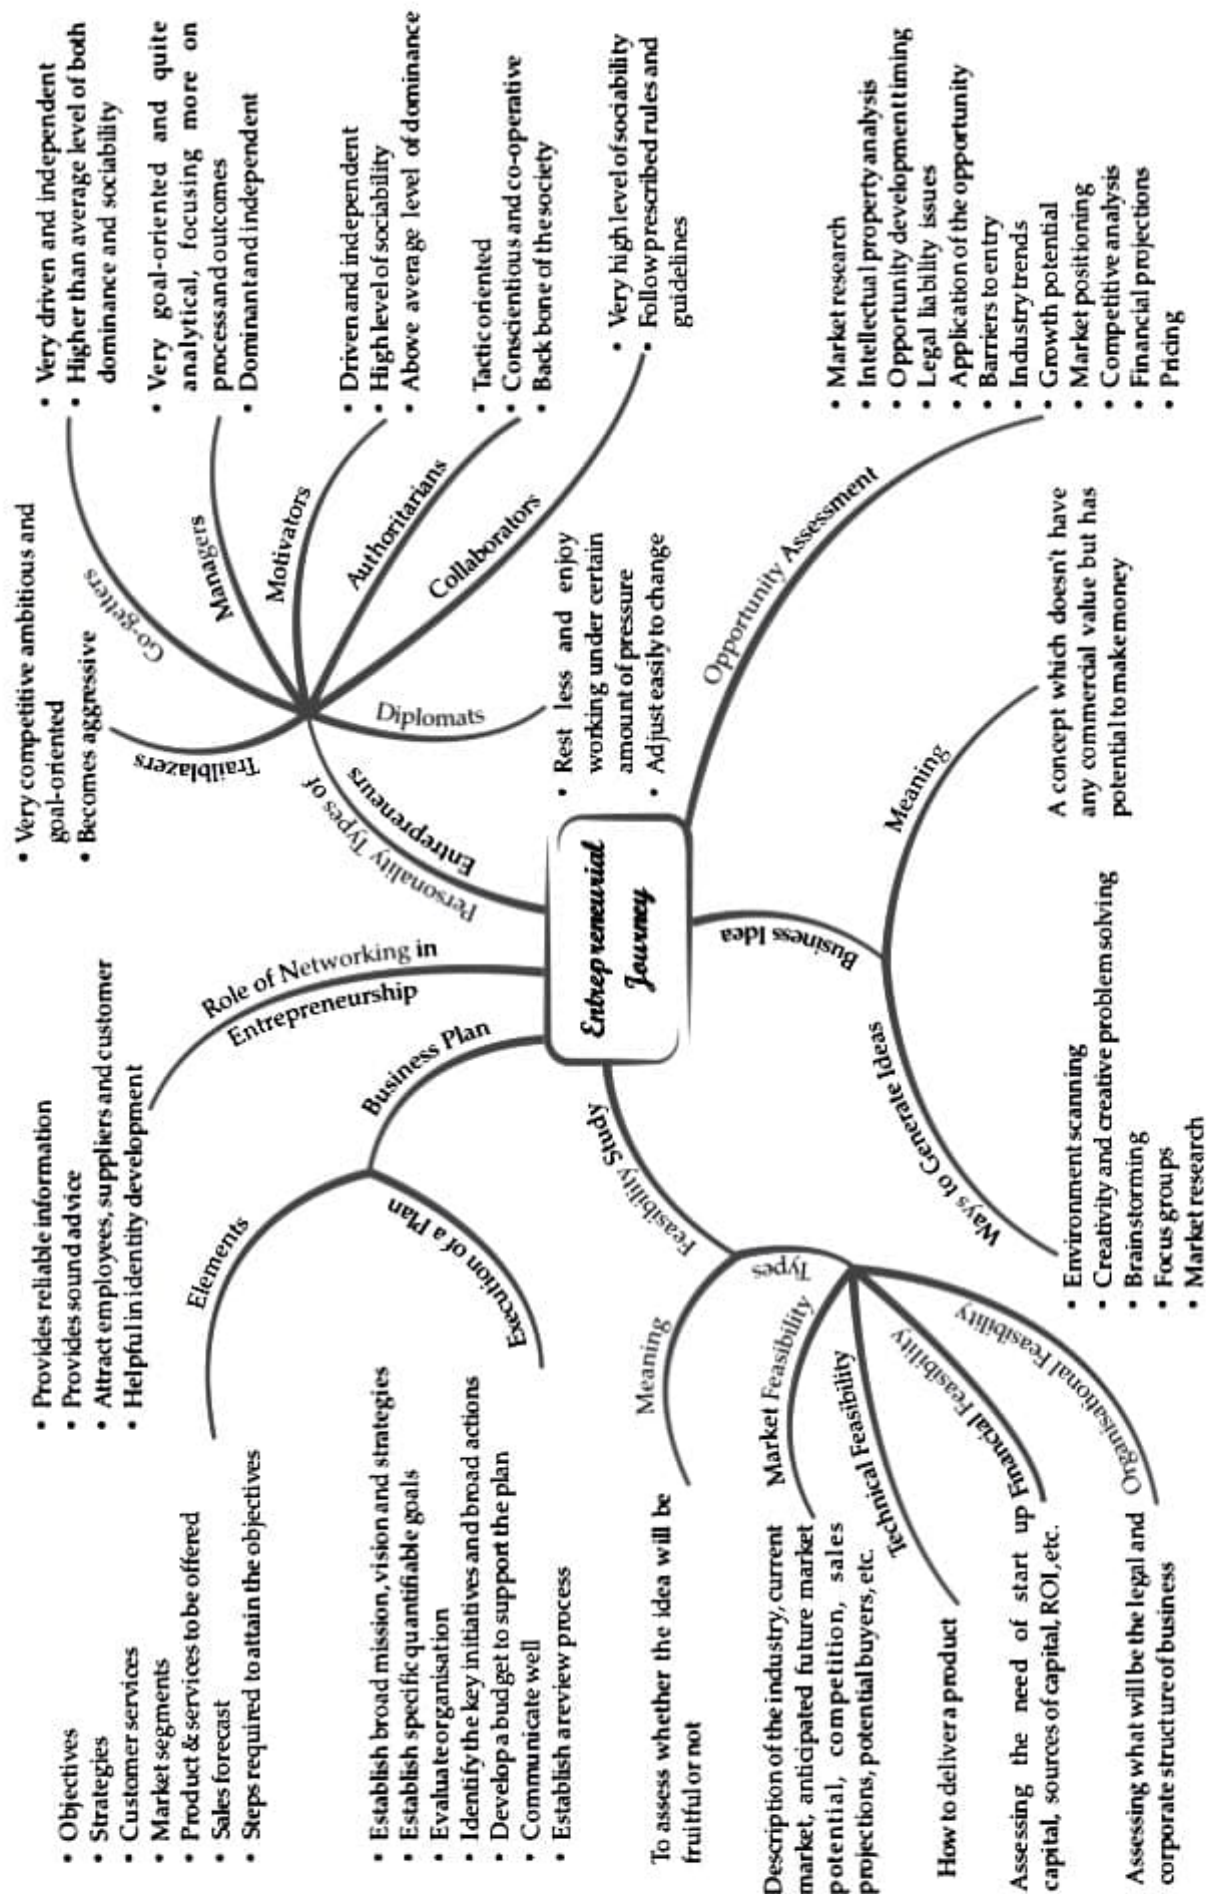 Entrepreneurial
Journey
Personality Types of
Entrepreneurs
Trailblazers
• Very competitive ambitious and
goal-oriented
• Becomes aggressive
Go-getters
• Very driven and independent
• Higher than average level of both
dominance and sociability
Managers
• Very goal-oriented and quite
analytical, focusing more on
process and outcomes
• Dominant and independent
Motivators
• Driven and independent
• High level of sociability
• Above average level of dominance
Authoritarians
• Tactic oriented
• Conscientious and co-operative
• Back bone of the society
Collaborators
• Very high level of sociability
• Follow prescribed rules and
guidelines
Diplomats
• Rest less and enjoy
working under certain
amount of pressure
• Adjust easily to change
Opportunity Assessment
• Market research
• Intellectual property analysis
• Opportunity development timing
• Legal liability issues
• Application of the opportunity
• Barriers to entry
• Industry trends
• Growth potential
• Market positioning
• Competitive analysis
• Financial projections
• Pricing
Business Idea
Meaning
A concept which doesn't have
any commercial value but has
potential to make money
Ways to Generate Ideas
• Environment scanning
• Creativity and creative problem solving
• Brainstorming
• Focus groups
• Market research
Feasibility Study
Meaning
To assess whether the idea will be
fruitful or not
Types
Market Feasibility
Description of the industry, current
market, anticipated future market
potential, competition, sales
projections, potential buyers, etc.
Technical Feasibility
How to deliver a product
Financial Feasibility
Assessing the need of start up
capital, sources of capital, ROI, etc.
Organisational Feasibility
Assessing what will be the legal and
corporate structure of business
Business Plan
Elements
• Objectives
• Strategies
• Customer services
• Market segments
• Product & services to be offered
• Sales forecast
• Steps required to attain the objectives
Execution of a Plan
• Establish broad mission, vision and strategies
• Establish specific quantifiable goals
• Evaluate organisation
• Identify the key initiatives and broad actions
• Develop a budget to support the plan
• Communicate well
• Establish a review process
Role of Networking in
Entrepreneurship
• Provides reliable information
• Provides sound advice
• Attract employees, suppliers and customer
• Helpful in identity development